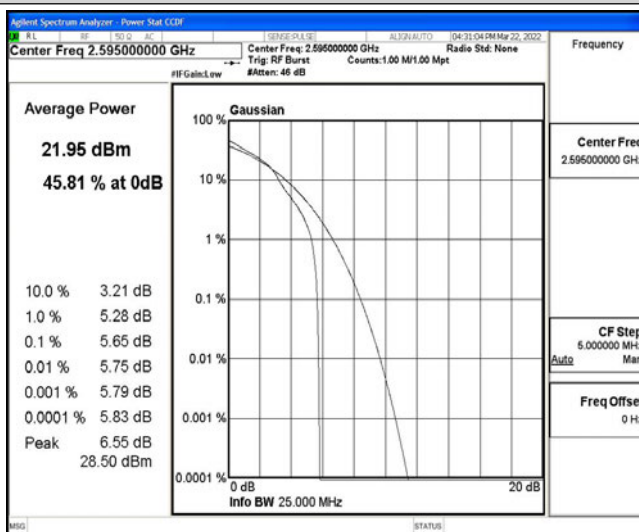 Agilent Spectrum Analyzer - Power Stat CCDF
RL RF 50 Ω AC SENSE:PULSE ALIGN AUTO 04:31:04 PM Mar 22, 2022
Center Freq 2.595000000 GHz
Center Freq: 2.595000000 GHz Radio Std: None
Trig: RF Burst Counts:1.00 M/1.00 Mpt
#IFGain:Low #Atten: 46 dB
Frequency
Average Power
21.95 dBm
45.81 % at 0dB
10.0 % 3.21 dB
1.0 % 5.28 dB
0.1 % 5.65 dB
0.01 % 5.75 dB
0.001 % 5.79 dB
0.0001 % 5.83 dB
Peak 6.55 dB
28.50 dBm
Gaussian
100 %
10 %
1 %
0.1 %
0.01 %
0.001 %
0.0001 %
0 dB 20 dB
Info BW 25.000 MHz
Center Freq
2.595000000 GHz
CF Step
5.000000 MHz
Auto Man
Freq Offset
0 Hz
MSG STATUS